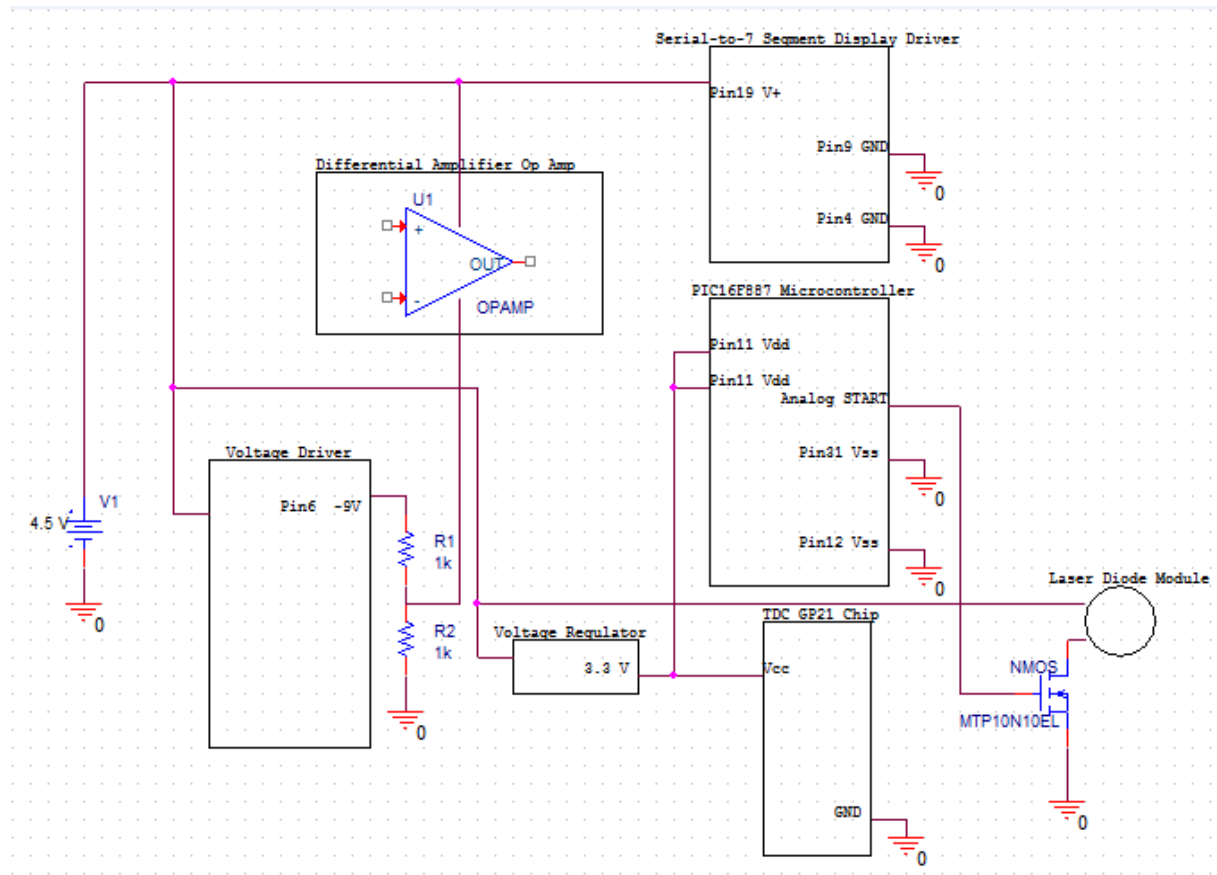 Serial-to-7 Segment Display Driver
Pin19 V+
Pin9 GND
Pin4 GND
0
0
Differential Amplifier Op Amp
U1
+
-
OUT
OPAMP
PIC16F887 Microcontroller
Pin11 Vdd
Pin11 Vdd
Analog START
Pin31 Vss
0
Pin12 Vss
0
Voltage Driver
Pin6 -9V
V1
4.5 V
0
R1
1k
R2
1k
0
Voltage Regulator
3.3 V
TDC GP21 Chip
Vcc
GND
0
Laser Diode Module
NMOS
MTP10N10EL
0